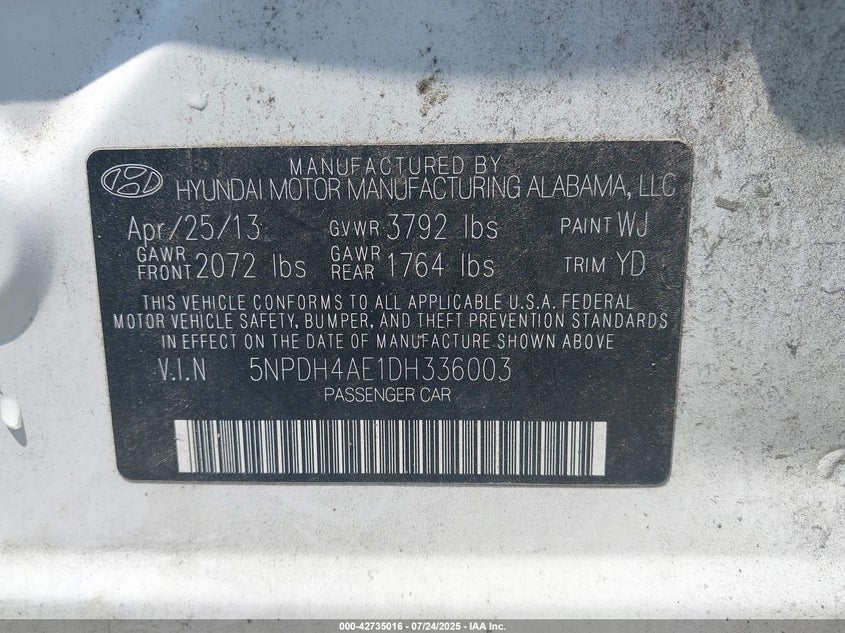 MANUFACTURED BY
HYUNDAI MOTOR MANUFACTURING ALABAMA, LLC
Apr/25/13 GVWR 3792 lbs PAINT WJ
GAWR FRONT 2072 lbs GAWR REAR 1764 lbs TRIM YD
THIS VEHICLE CONFORMS TO ALL APPLICABLE U.S.A. FEDERAL
MOTOR VEHICLE SAFETY, BUMPER, AND THEFT PREVENTION STANDARDS
IN EFFECT ON THE DATE OF MANUFACTURE SHOWN ABOVE.
V.I.N 5NPDH4AE1DH336003
PASSENGER CAR
000-42735016 - 07/24/2025 - IAA Inc.